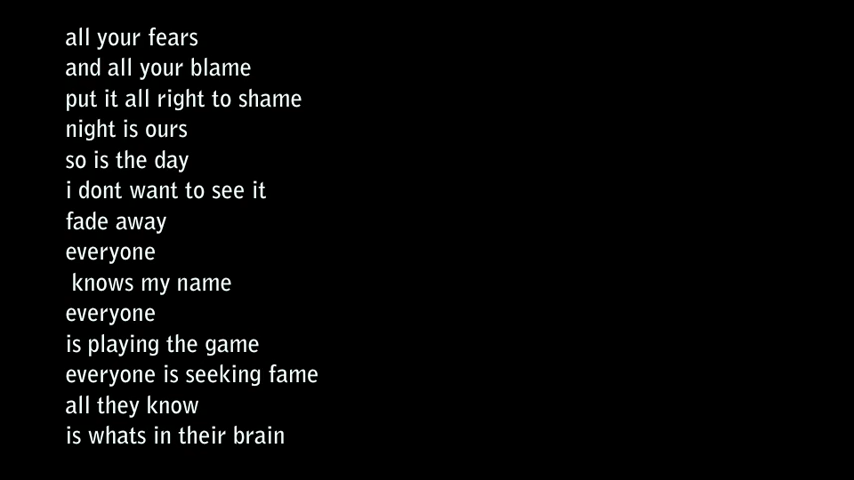 all your fears
and all your blame
put it all right to shame
night is ours
so is the day
i dont want to see it
fade away
everyone
knows my name
everyone
is playing the game
everyone is seeking fame
all they know
is whats in their brain